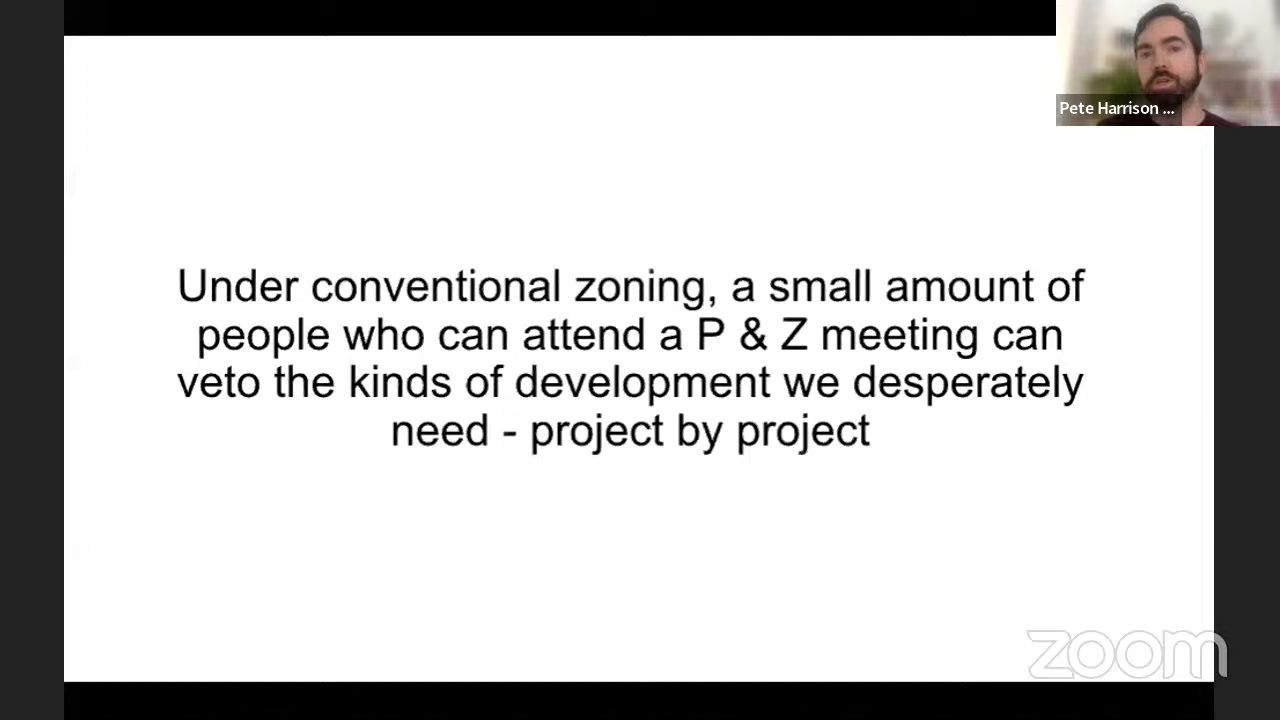 Pete Harrison ...
Under conventional zoning, a small amount of
people who can attend a P & Z meeting can
veto the kinds of development we desperately
need - project by project
zoom